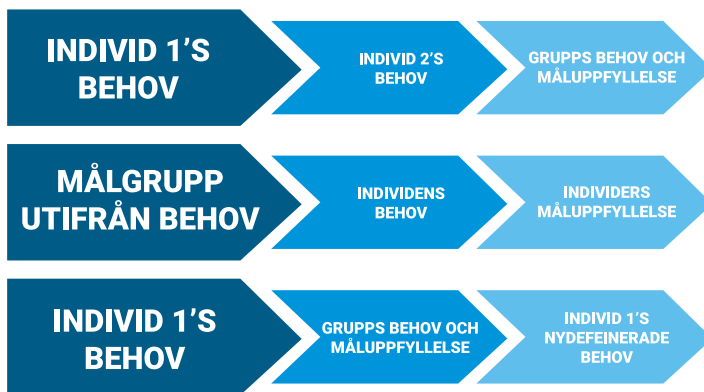 INDIVID 1'S
BEHOV
INDIVID 2'S
BEHOV
GRUPPS BEHOV OCH
MÅLUPPFYLLELSE
MÅLGRUPP
UTIFRÅN BEHOV
INDIVIDENS
BEHOV
INDIVIDERS
MÅLUPPFYLLELSE
INDIVID 1'S
BEHOV
GRUPPS BEHOV OCH
MÅLUPPFYLLELSE
INDIVID 1'S
NYDEFEINERADE
BEHOV